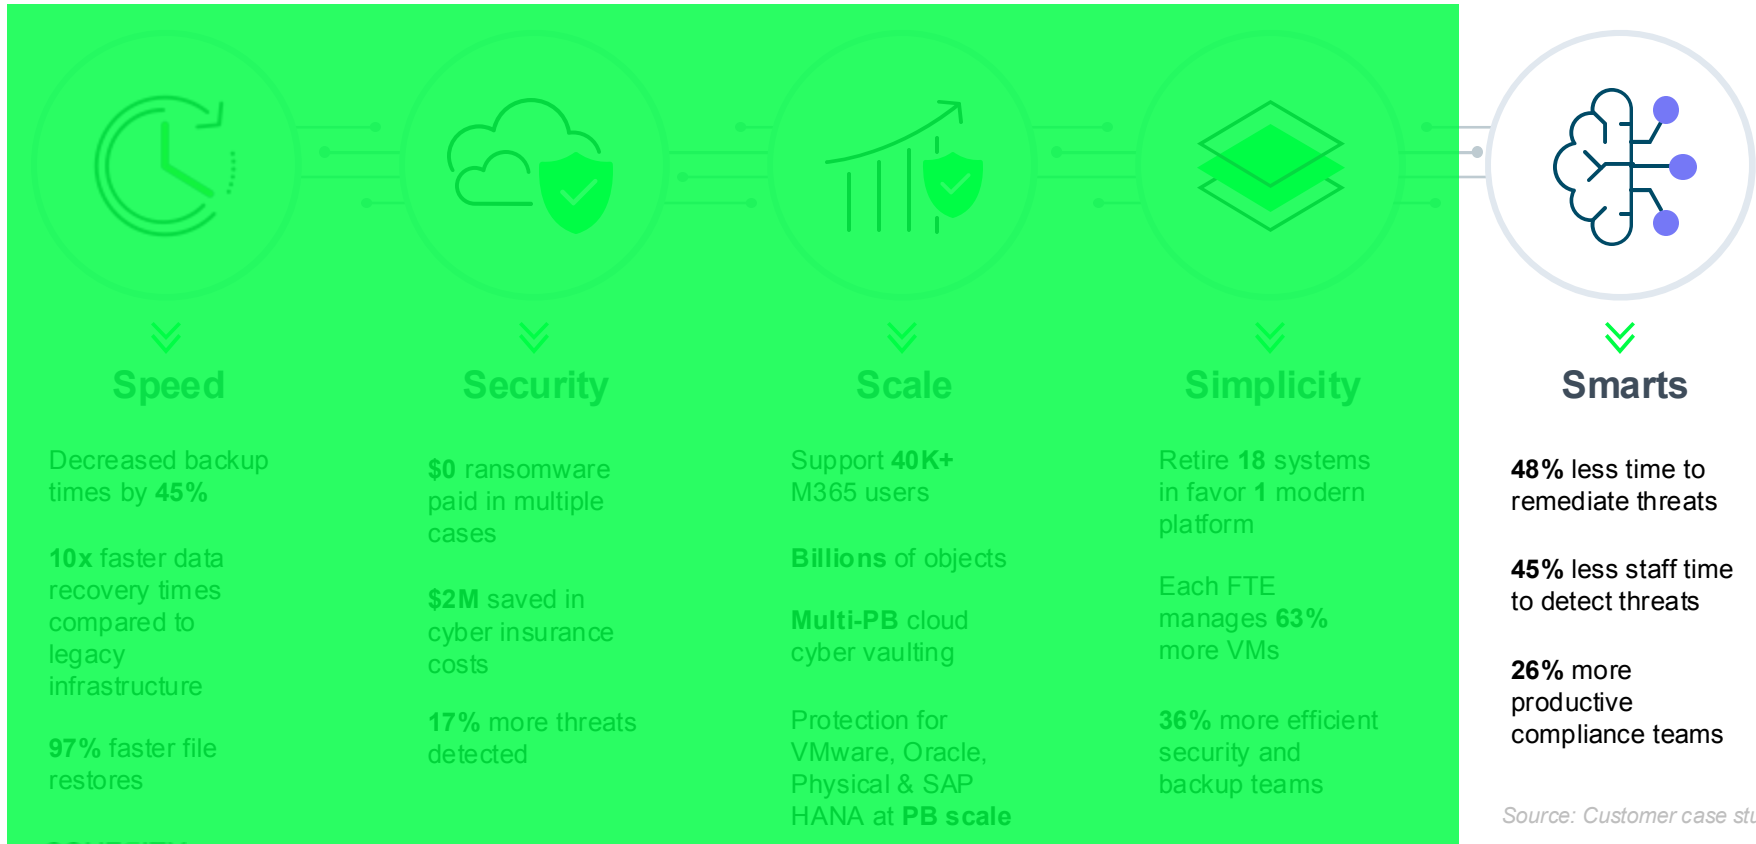 Speed
Decreased backup
times by 45%
10x faster data
recovery times
compared to
legacy
infrastructure
97% faster file
restores
Security
$0 ransomware
paid in multiple
cases
$2M saved in
cyber insurance
costs
17% more threats
detected
Scale
Support 40K+
M365 users
Billions of objects
Multi-PB cloud
cyber vaulting
Protection for
VMware, Oracle,
Physical & SAP
HANA at PB scale
Simplicity
Retire 18 systems
in favor 1 modern
platform
Each FTE
manages 63%
more VMs
36% more efficient
security and
backup teams
Smarts
48% less time to
remediate threats
45% less staff time
to detect threats
26% more
productive
compliance teams
Source: Customer case